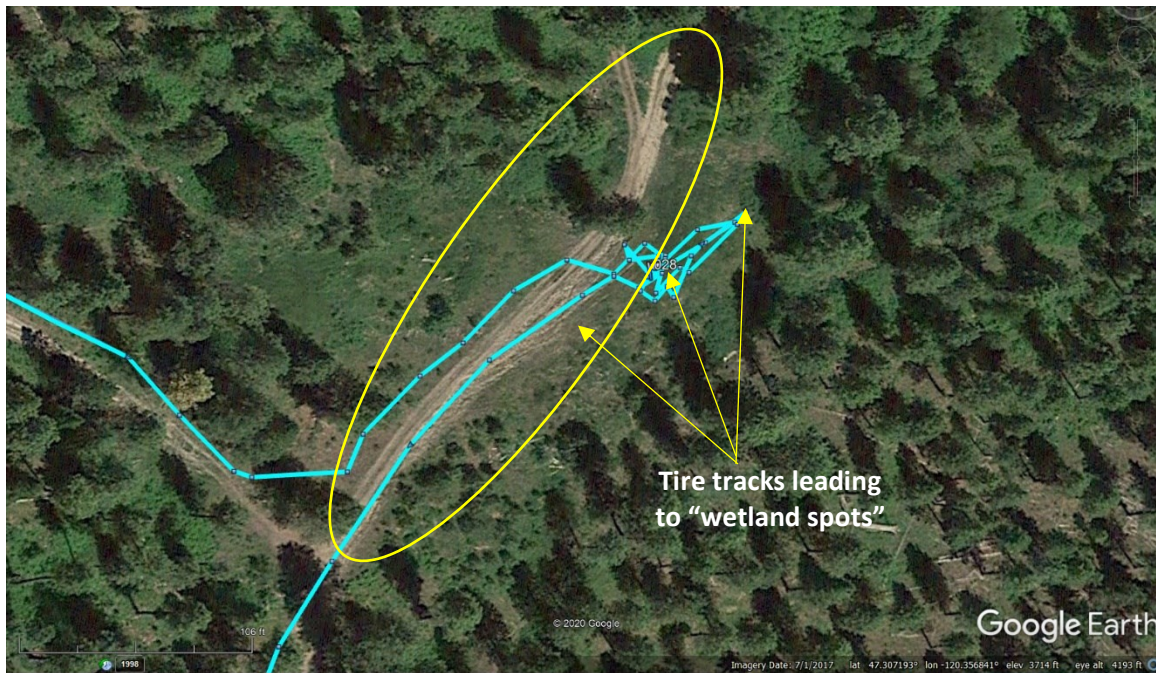 028
Tire tracks leading
to “wetland spots”
106 ft
© 2020 Google
Google Earth
1998
Imagery Date: 7/1/2017 lat 47.307193° lon -120.356841° elev 3714 ft eye alt 4193 ft